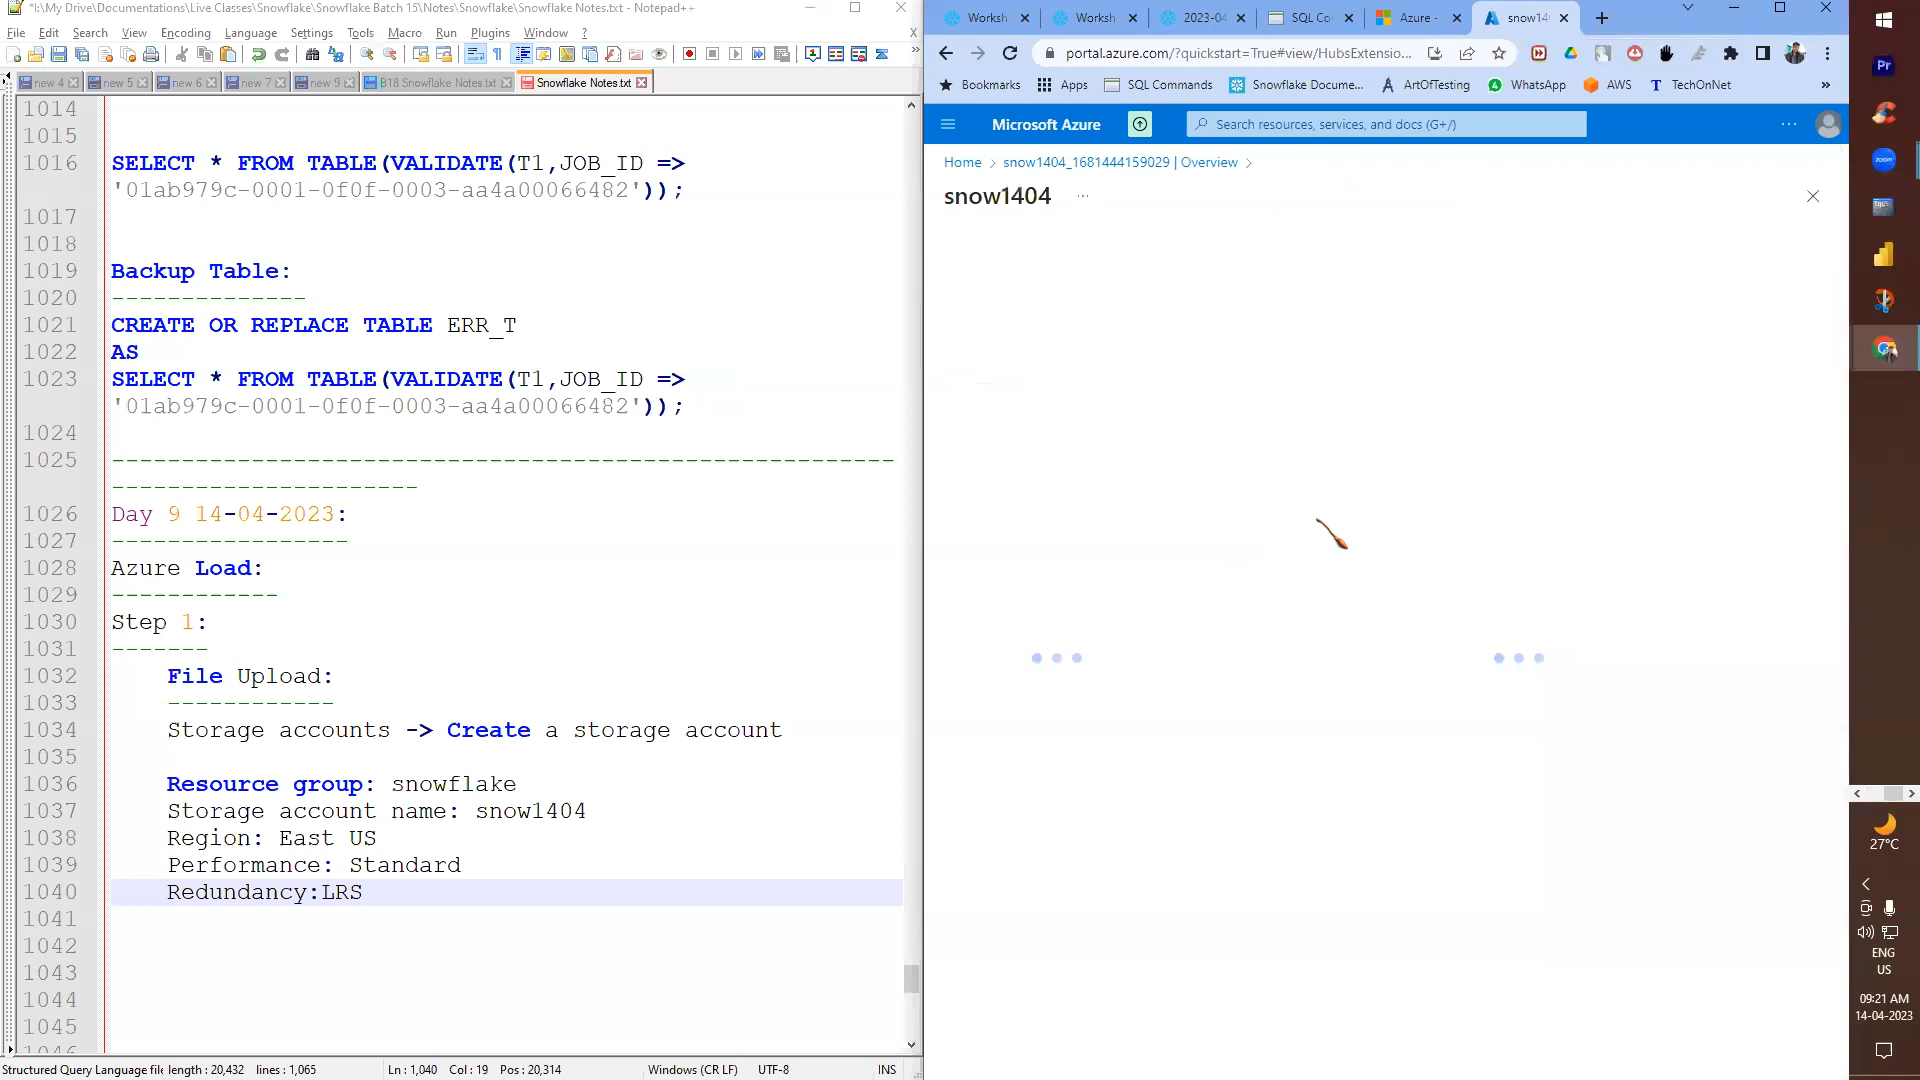 *I:\My Drive\Documentations\Live Classes\Snowflake\Snowflake Batch 15\Notes\Snowflake\Snowflake Notes.txt - Notepad++
File Edit Search View Encoding Language Settings Tools Macro Run Plugins Window ? X
new 4 new 5 new 6 new 7 new 9 B18 Snowflake Notes.txt Snowflake Notes.txt
1014
1015
1016 SELECT * FROM TABLE(VALIDATE(T1,JOB_ID =>
'01ab979c-0001-0f0f-0003-aa4a00066482'));
1017
1018
1019 Backup Table:
1020 --------------
1021 CREATE OR REPLACE TABLE ERR_T
1022 AS
1023 SELECT * FROM TABLE(VALIDATE(T1,JOB_ID =>
'01ab979c-0001-0f0f-0003-aa4a00066482'));
1024
1025 --------------------------------------------------------
----------------------
1026 Day 9 14-04-2023:
1027 -----------------
1028 Azure Load:
1029 ------------
1030 Step 1:
1031 -------
1032 File Upload:
1033 ------------
1034 Storage accounts -> Create a storage account
1035
1036 Resource group: snowflake
1037 Storage account name: snow1404
1038 Region: East US
1039 Performance: Standard
1040 Redundancy:LRS
1041
1042
1043
1044
1045
1046
Structured Query Language file length : 20,432 lines : 1,065 Ln : 1,040 Col : 19 Pos : 20,314 Windows (CR LF) UTF-8 INS
Worksh Worksh 2023-04 SQL Co Azure - snow14
portal.azure.com/?quickstart=True#view/HubsExtensio...
Bookmarks Apps SQL Commands Snowflake Docume... ArtOfTesting WhatsApp AWS TechOnNet »
Microsoft Azure Search resources, services, and docs (G+/) ...
Home > snow1404_1681444159029 | Overview >
snow1404 ...
Pr
zoom
27°C
ENG
US
09:21 AM
14-04-2023